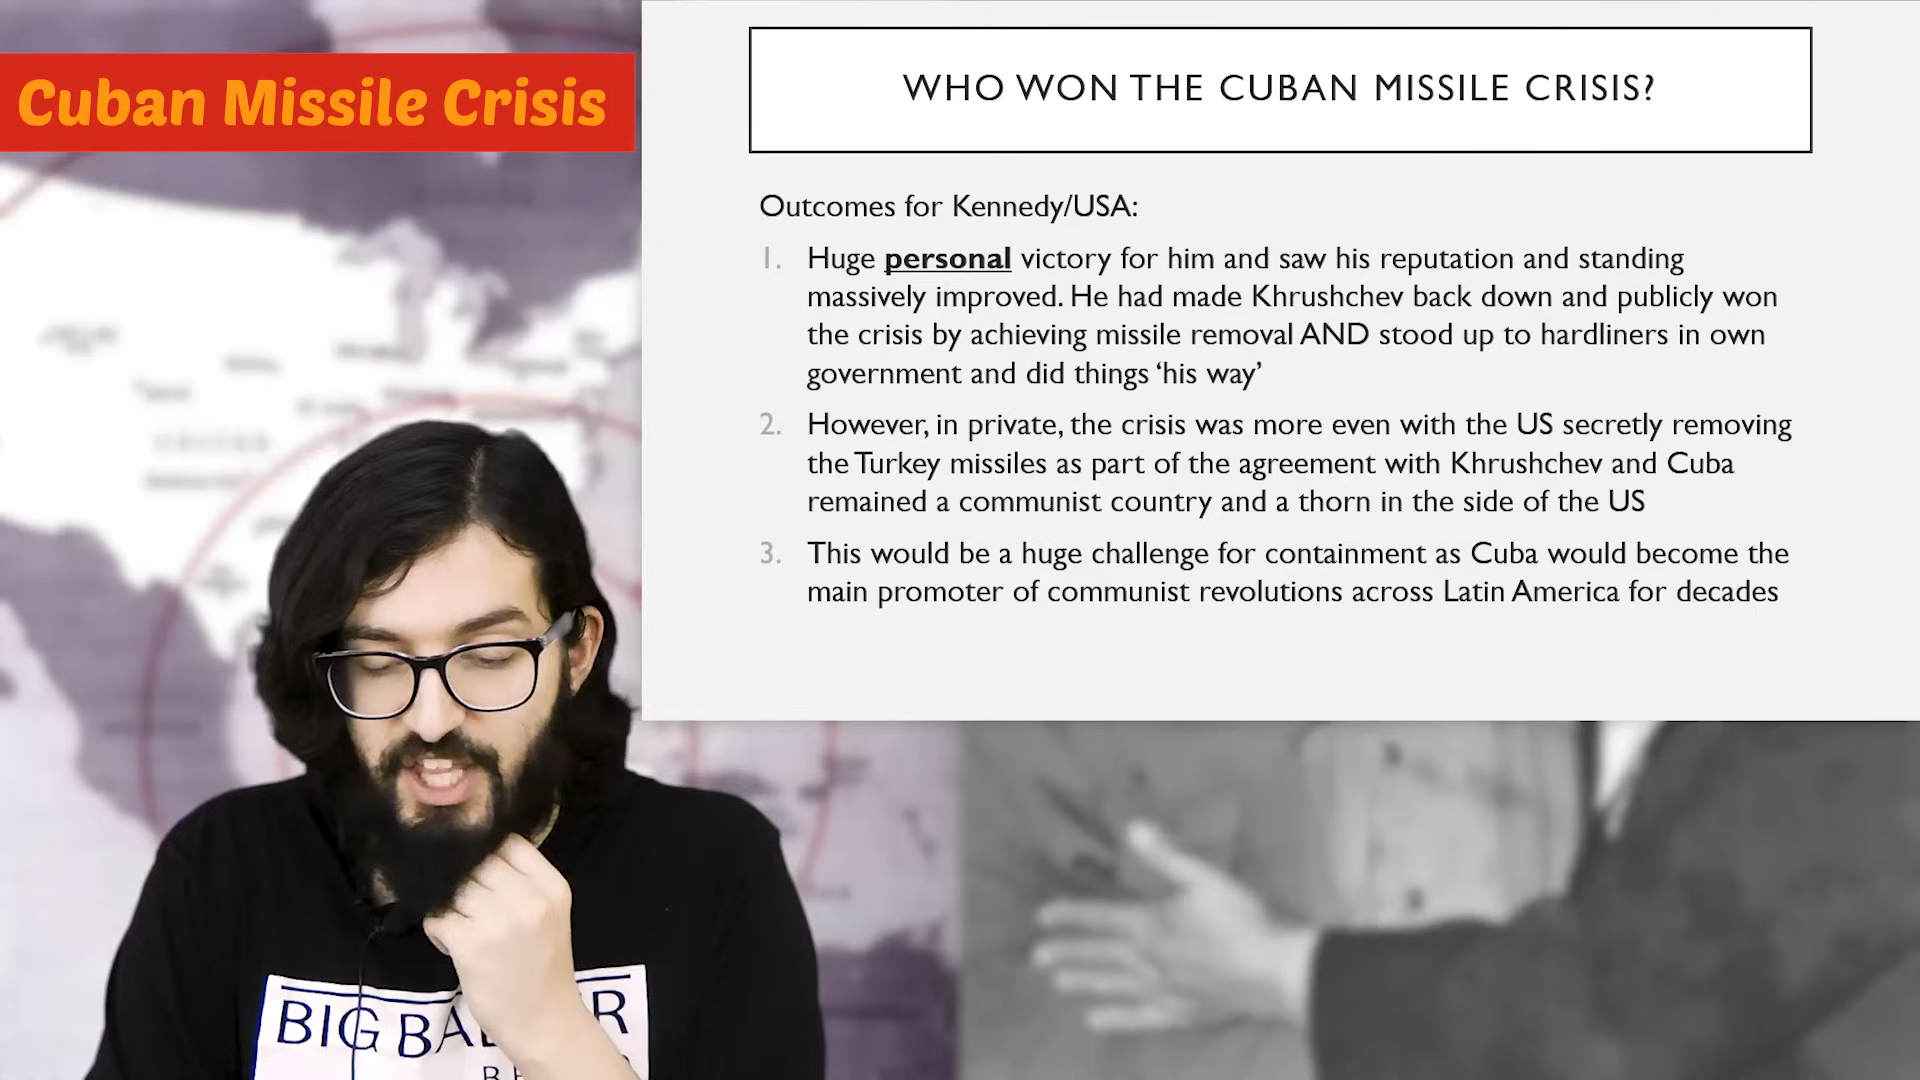 Cuban Missile Crisis
WHO WON THE CUBAN MISSILE CRISIS?
Outcomes for Kennedy/USA:
1. Huge personal victory for him and saw his reputation and standing
massively improved. He had made Khrushchev back down and publicly won
the crisis by achieving missile removal AND stood up to hardliners in own
government and did things ‘his way’
2. However, in private, the crisis was more even with the US secretly removing
the Turkey missiles as part of the agreement with Khrushchev and Cuba
remained a communist country and a thorn in the side of the US
3. This would be a huge challenge for containment as Cuba would become the
main promoter of communist revolutions across Latin America for decades
BIG